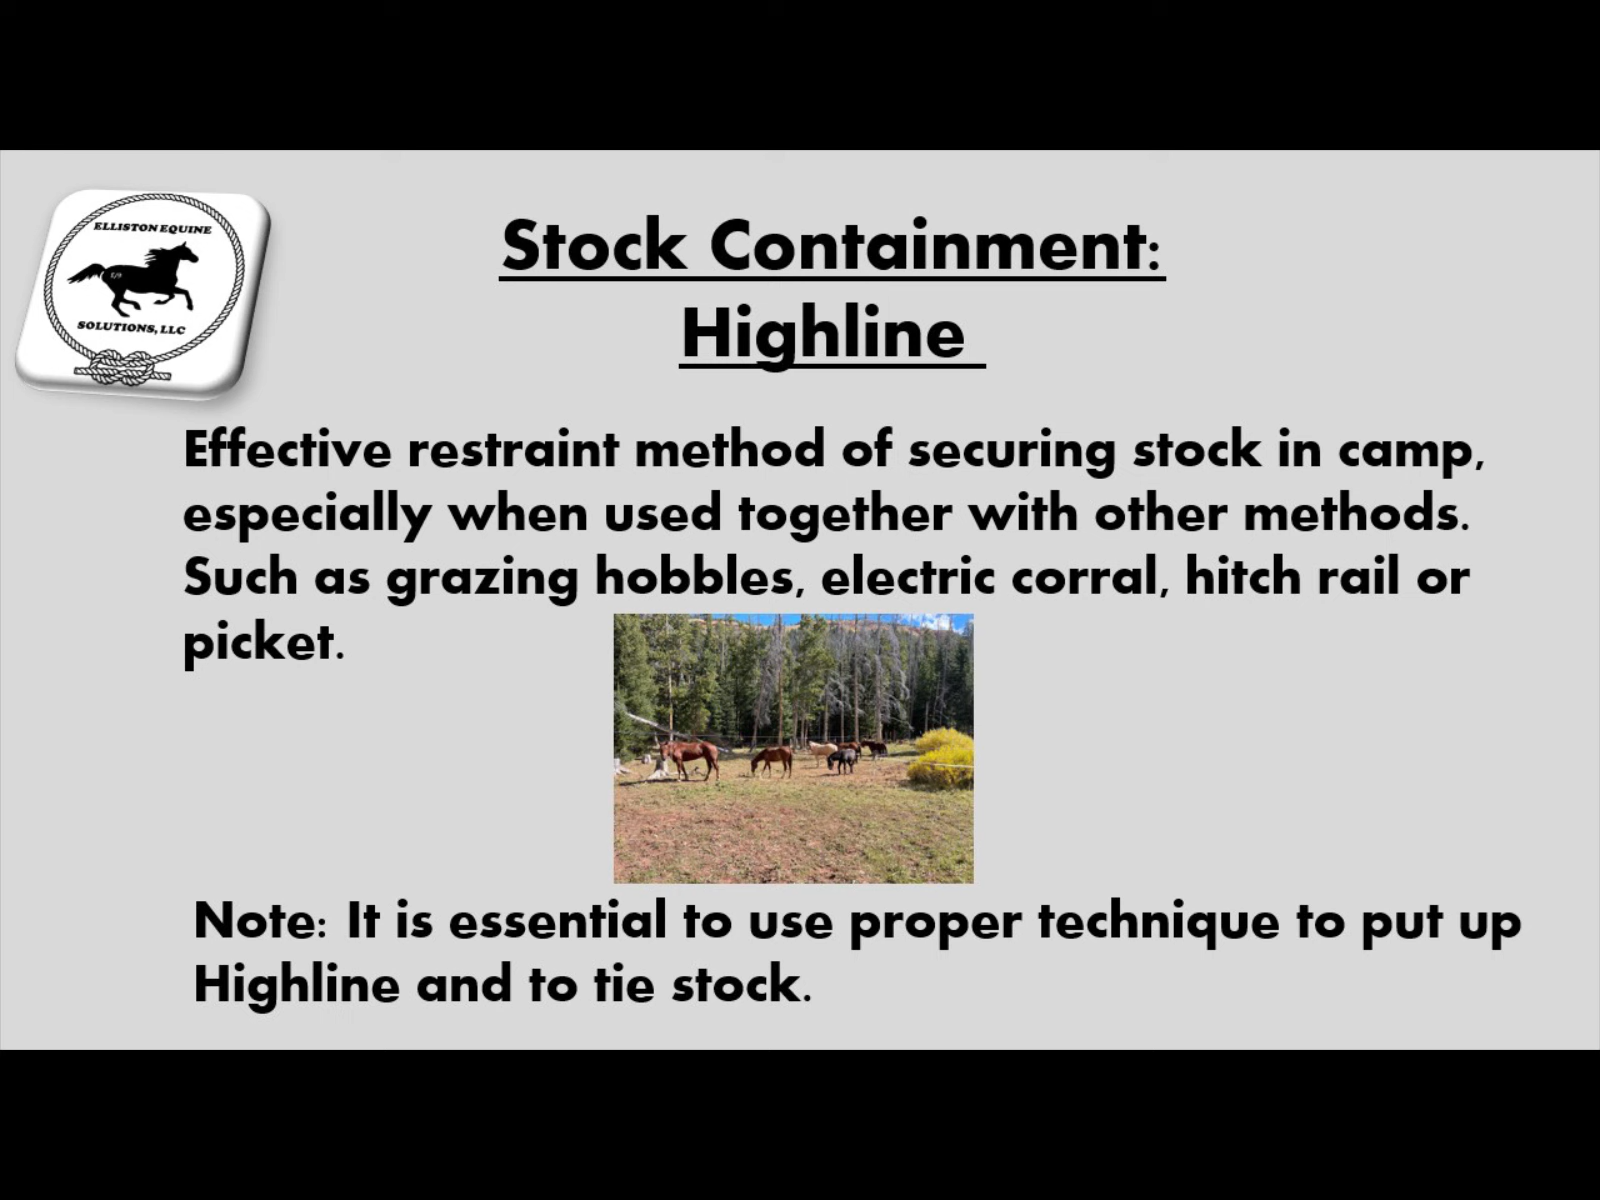 ELLISTON EQUINE
SOLUTIONS, LLC
Stock Containment:
Highline
Effective restraint method of securing stock in camp,
especially when used together with other methods.
Such as grazing hobbles, electric corral, hitch rail or
picket.
Note: It is essential to use proper technique to put up
Highline and to tie stock.